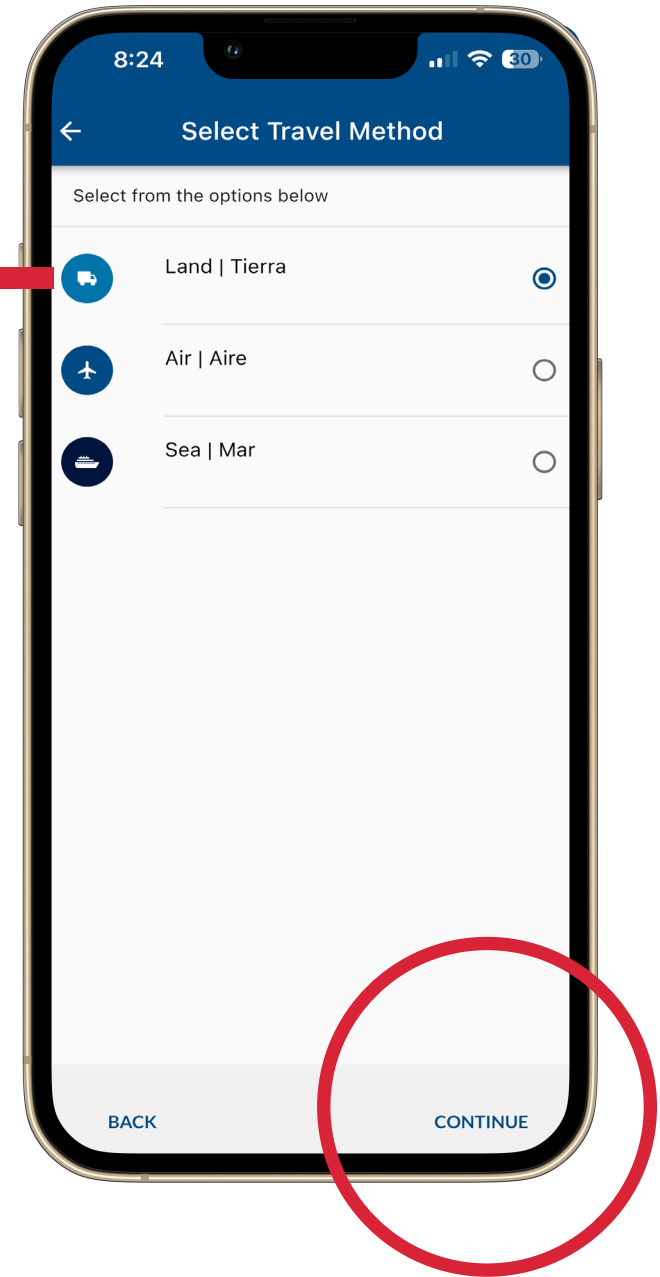 8:24
30
Select Travel Method
Select from the options below
Land | Tierra
Air | Aire
Sea | Mar
BACK
CONTINUE